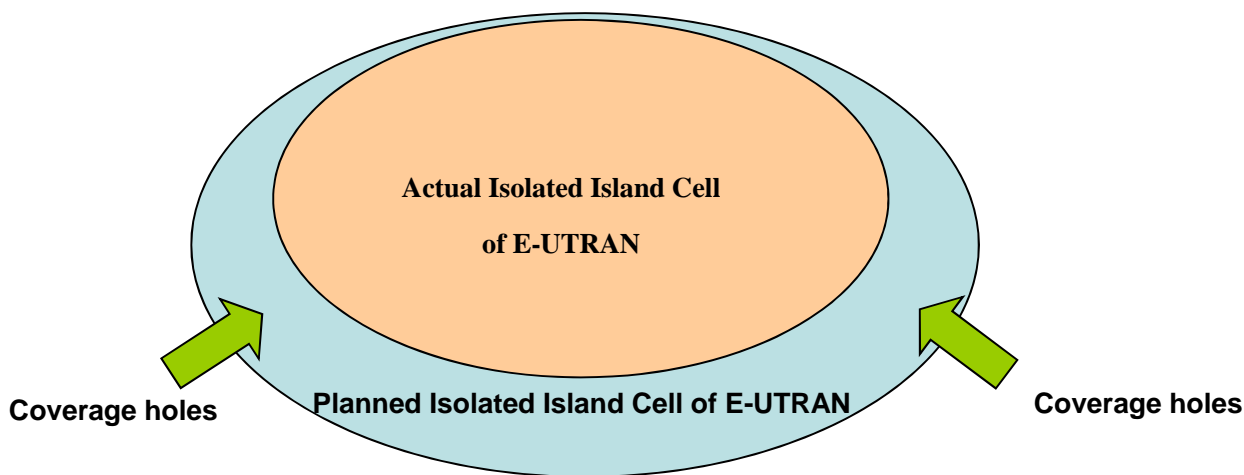 Actual Isolated Island Cell
of E-UTRAN
Coverage holes
Planned Isolated Island Cell of E-UTRAN
Coverage holes